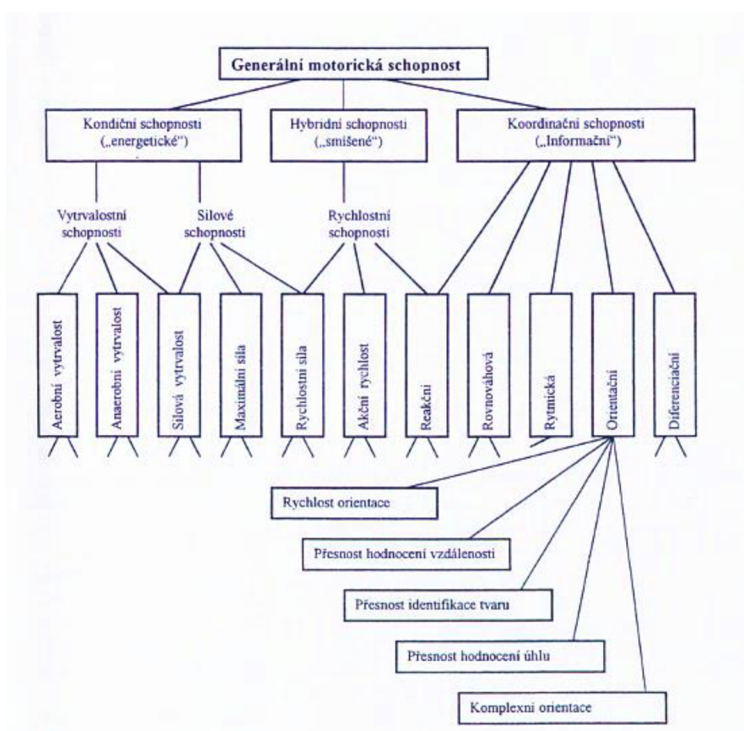 Generální motorická schopnost
Kondiční schopnosti
(„energetické“)
Hybridní schopnosti
(„smíšené“)
Koordinační schopnosti
(„Informační“)
Vytrvalostní
schopnosti
Silové
schopnosti
Rychlostní
schopnosti
Aerobní vytrvalost
Anaerobní vytrvalost
Silová vytrvalost
Maximální síla
Rychlostní síla
Akční rychlost
Reakční
Rovnováhová
Rytmická
Orientační
Diferenciační
Rychlost orientace
Přesnost hodnocení vzdálenosti
Přesnost identifikace tvaru
Přesnost hodnocení úhlu
Komplexní orientace